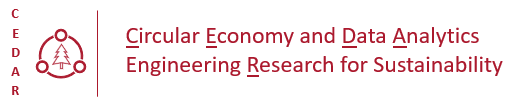 CEDAR
Circular Economy and Data Analytics
Engineering Research for Sustainability